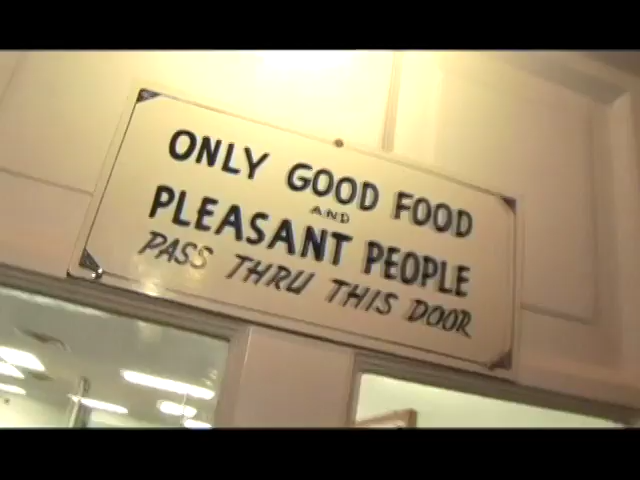 ONLY GOOD FOOD
AND
PLEASANT PEOPLE
PASS THRU THIS DOOR